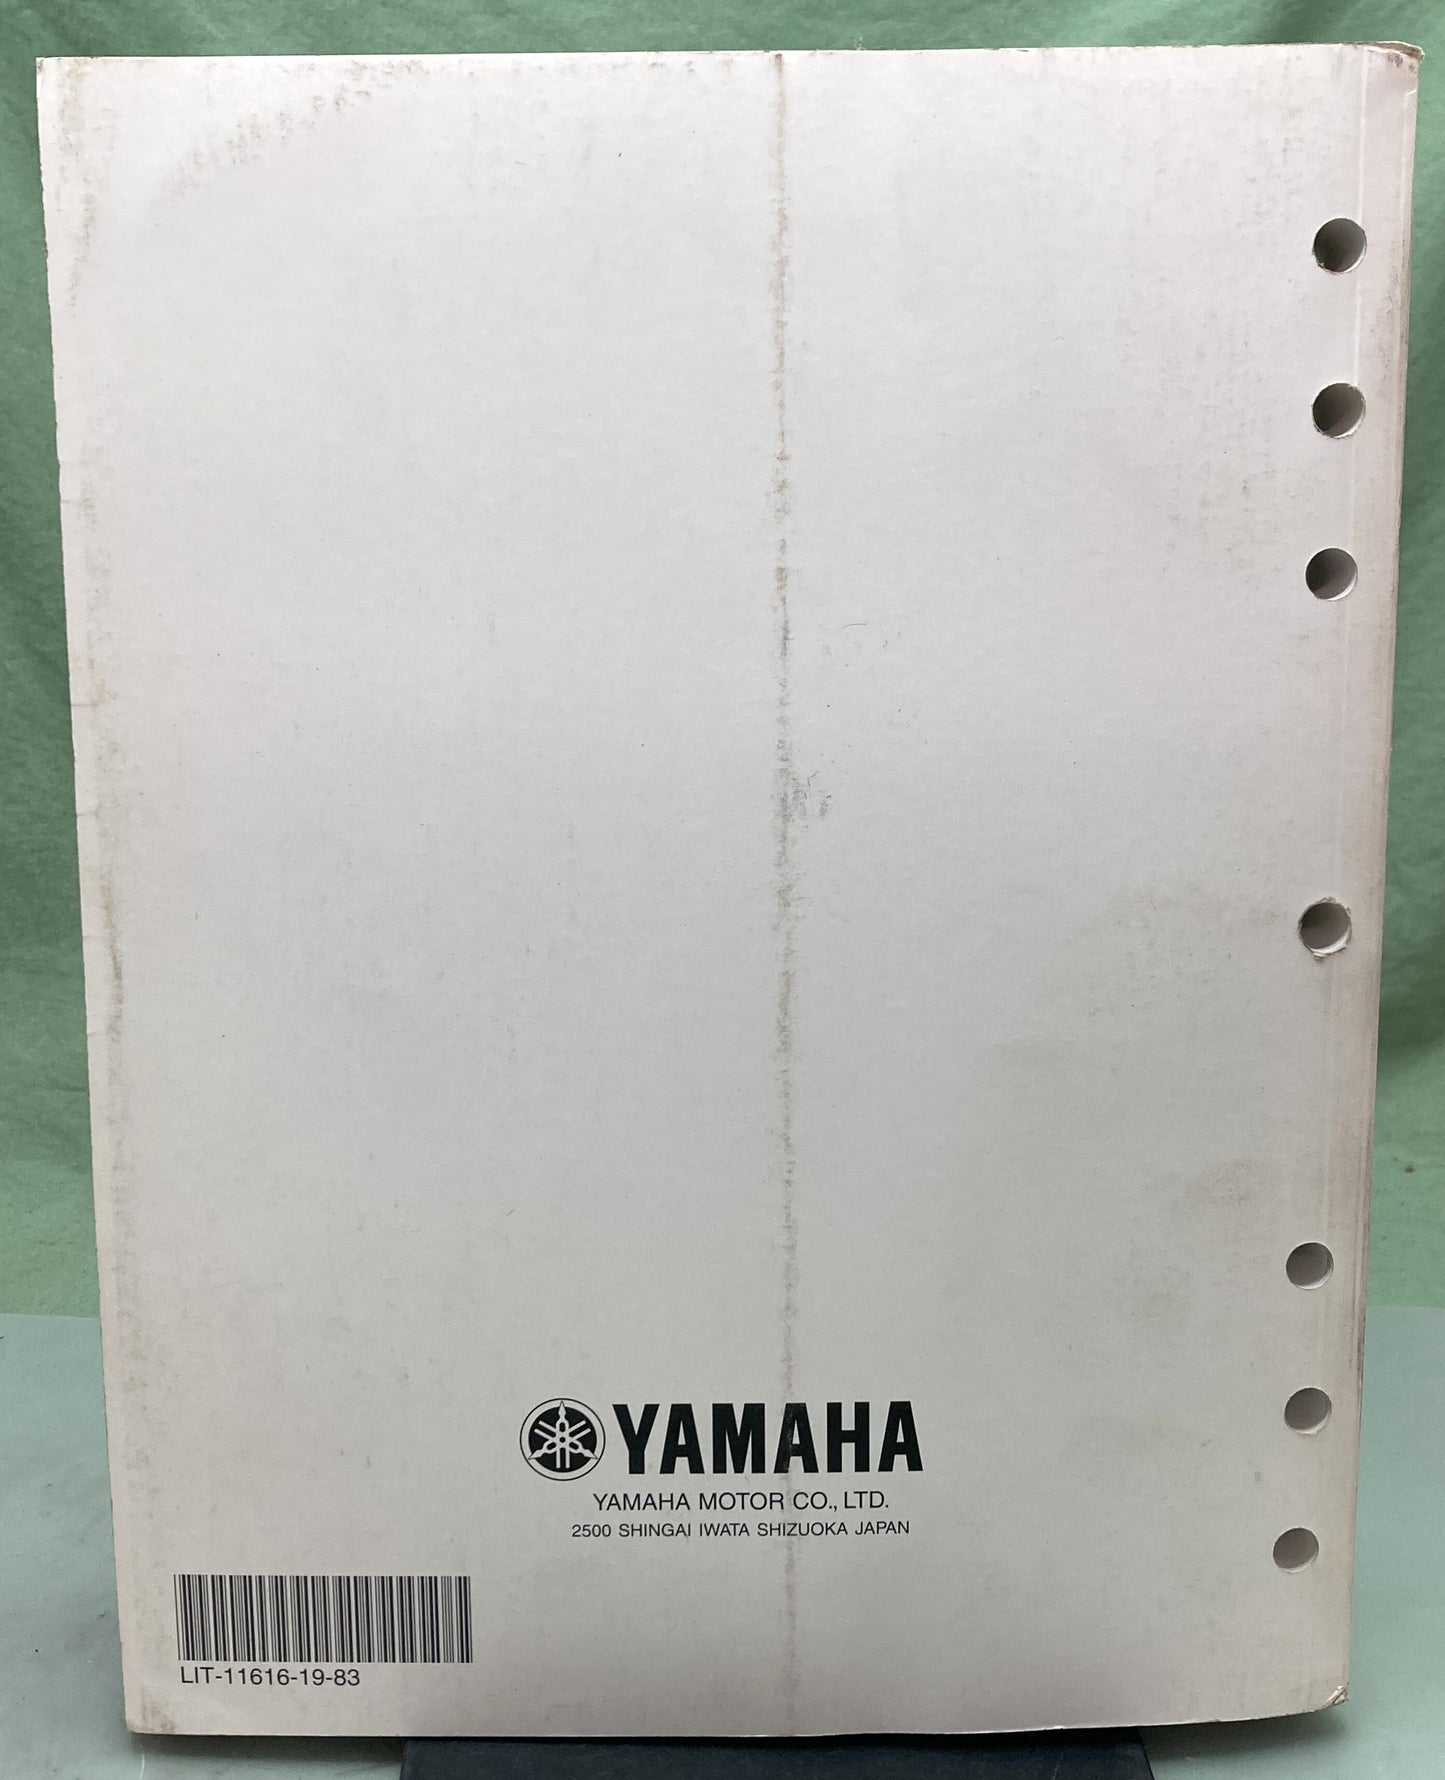 YAMAHA
YAMAHA MOTOR CO., LTD.
2500 SHINGAI IWATA SHIZUOKA JAPAN
LIT-11616-19-83